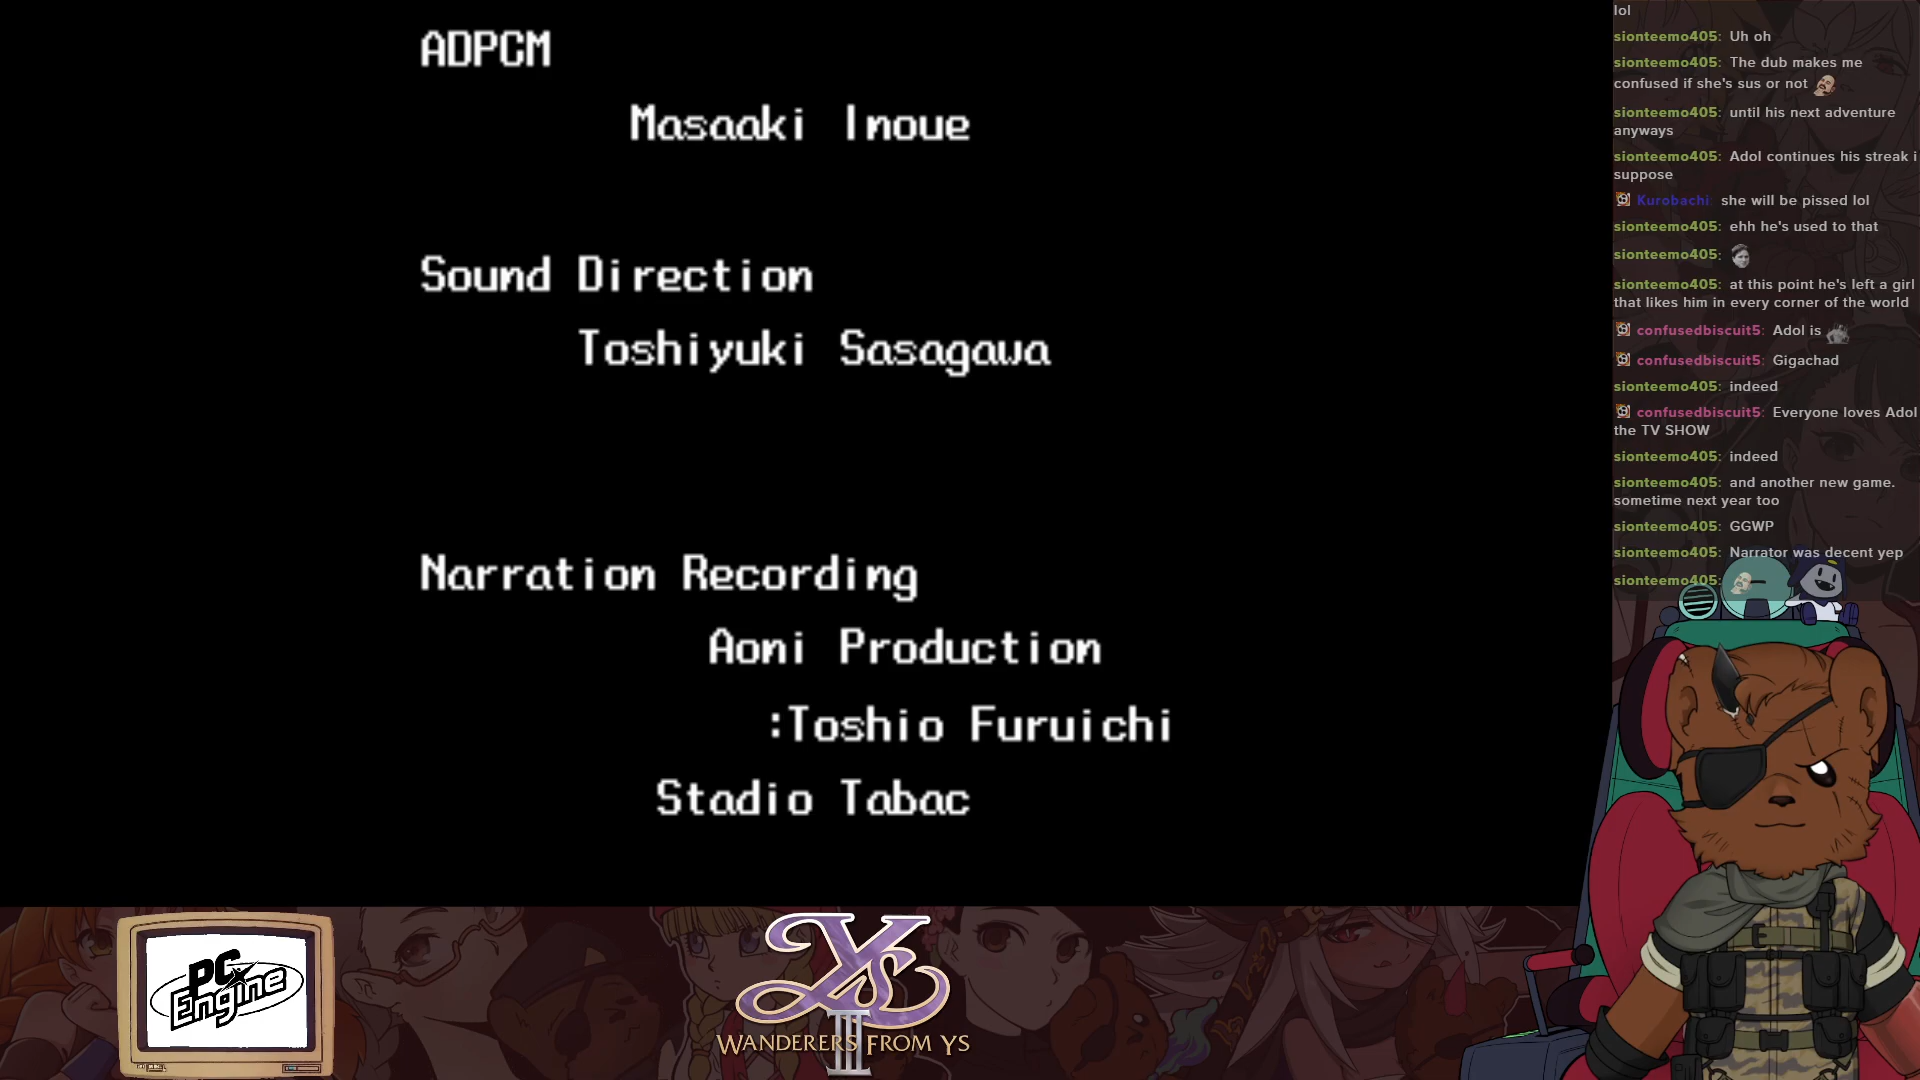 ADPCM
Masaaki Inoue
Sound Direction
Toshiyuki Sasagawa
Narration Recording
Aoni Production
:Toshio Furuichi
Stadio Tabac
lol
sionteemo405: Uh oh
sionteemo405: The dub makes me
confused if she's sus or not
sionteemo405: until his next adventure
anyways
sionteemo405: Adol continues his streak i
suppose
Kurobachi: she will be pissed lol
sionteemo405: ehh he's used to that
sionteemo405:
sionteemo405: at this point he's left a girl
that likes him in every corner of the world
confusedbiscuit5: Adol is
confusedbiscuit5: Gigachad
sionteemo405: indeed
confusedbiscuit5: Everyone loves Adol
the TV SHOW
sionteemo405: indeed
sionteemo405: and another new game.
sometime next year too
sionteemo405: GGWP
sionteemo405: Narrator was decent yep
sionteemo405:
PC
Engine
YS
III
WANDERERS FROM YS